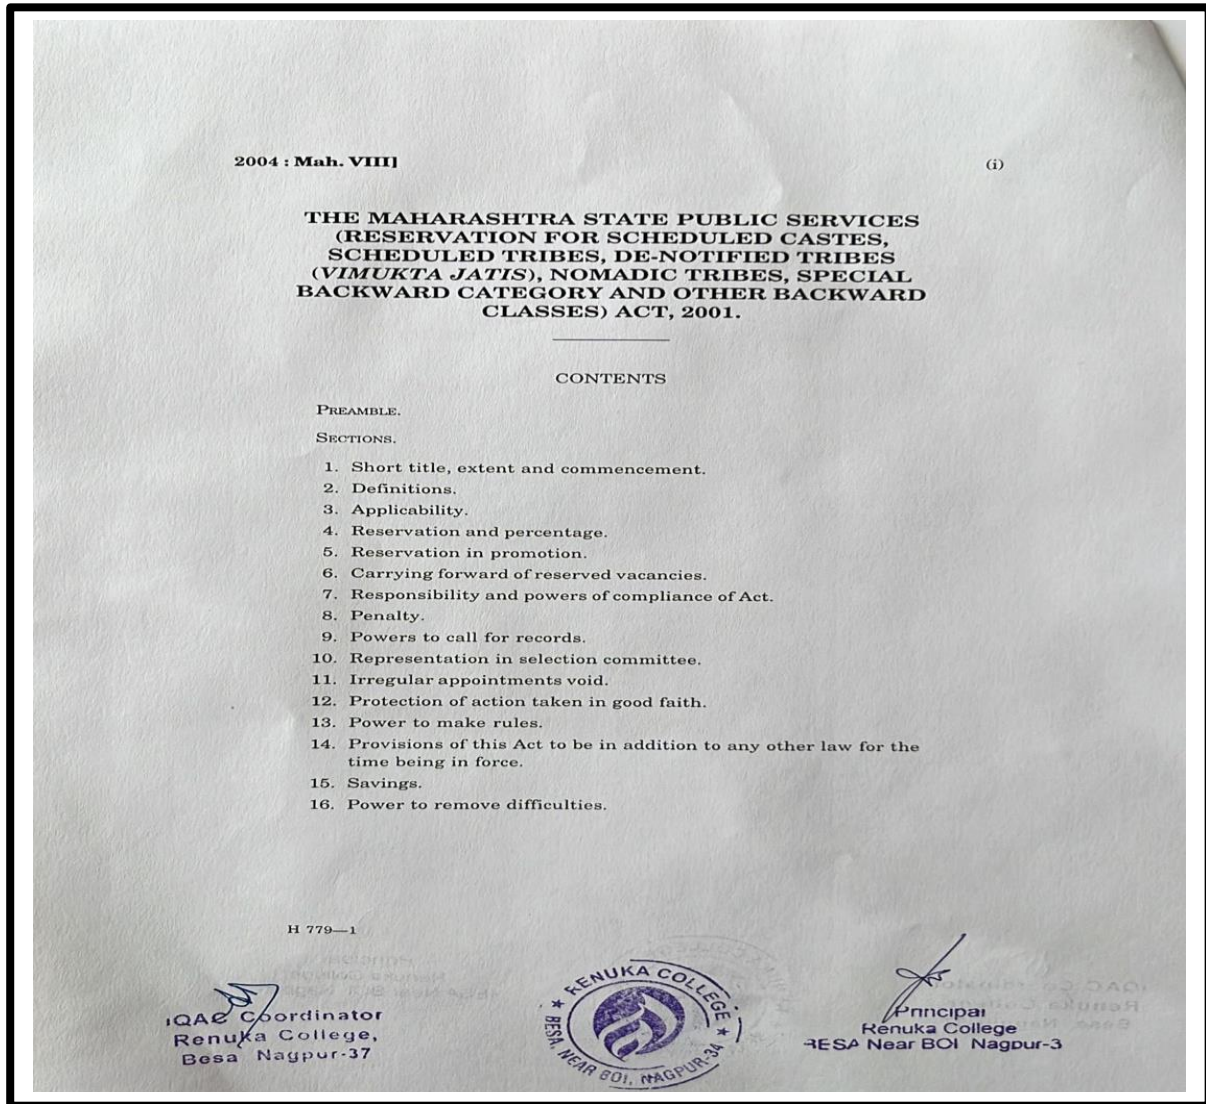 2004 : Mah. VIII]
(i)
THE MAHARASHTRA STATE PUBLIC SERVICES
(RESERVATION FOR SCHEDULED CASTES,
SCHEDULED TRIBES, DE-NOTIFIED TRIBES
(VIMUKTA JATIS), NOMADIC TRIBES, SPECIAL
BACKWARD CATEGORY AND OTHER BACKWARD
CLASSES) ACT, 2001.
CONTENTS
PREAMBLE.
SECTIONS.
1. Short title, extent and commencement.
2. Definitions.
3. Applicability.
4. Reservation and percentage.
5. Reservation in promotion.
6. Carrying forward of reserved vacancies.
7. Responsibility and powers of compliance of Act.
8. Penalty.
9. Powers to call for records.
10. Representation in selection committee.
11. Irregular appointments void.
12. Protection of action taken in good faith.
13. Power to make rules.
14. Provisions of this Act to be in addition to any other law for the
time being in force.
15. Savings.
16. Power to remove difficulties.
H 779—1
IQAC Coordinator
Renuka College,
Besa Nagpur-37
RENUKA COLLEGE
BESA, NEAR BOI, NAGPUR-34
Principal
Renuka College
BESA Near BOI Nagpur-3